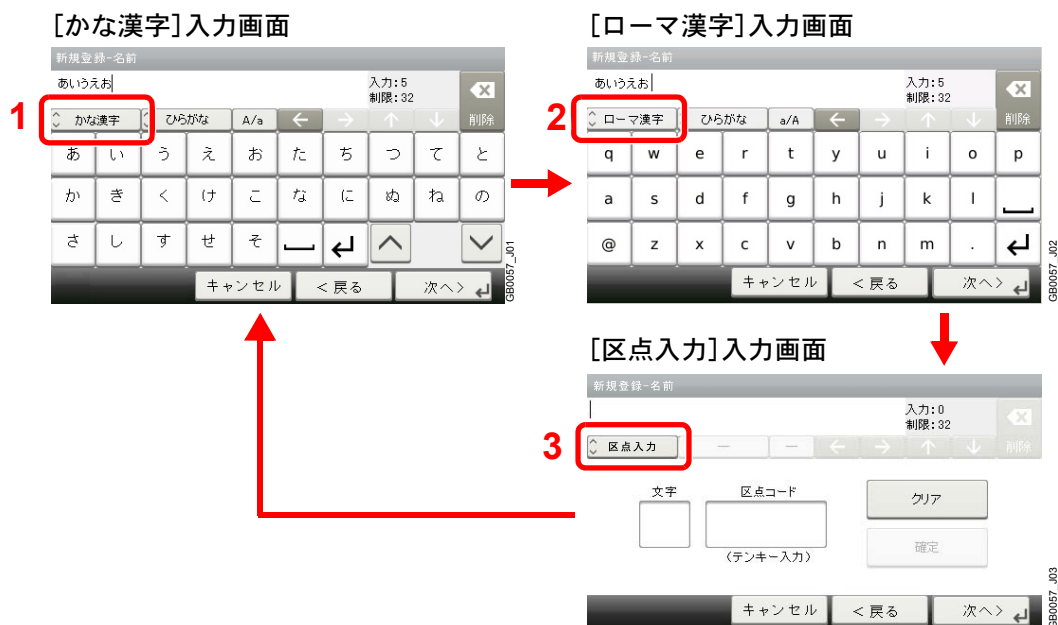 [かな漢字]入力画面
新規登録-名前
あいうえお
入力:5
制限:32
1
かな漢字 ひらがな A/a ← → ↑ ↓ 削除
あ い う え お た ち つ て と
か き く け こ な に ぬ ね の
さ し す せ そ
キャンセル <戻る 次へ>
GB0057_J01
[ローマ漢字]入力画面
新規登録-名前
あいうえお
入力:5
制限:32
2
ローマ漢字 ひらがな a/A ← → ↑ ↓ 削除
q w e r t y u i o p
a s d f g h j k l
@ z x c v b n m .
キャンセル <戻る 次へ>
GB0057_J02
[区点入力]入力画面
新規登録-名前
入力:0
制限:32
3
区点入力 ー ー ← → ↑ ↓ 削除
文字 区点コード クリア
(テンキー入力) 確定
キャンセル <戻る 次へ>
GB0057_J03